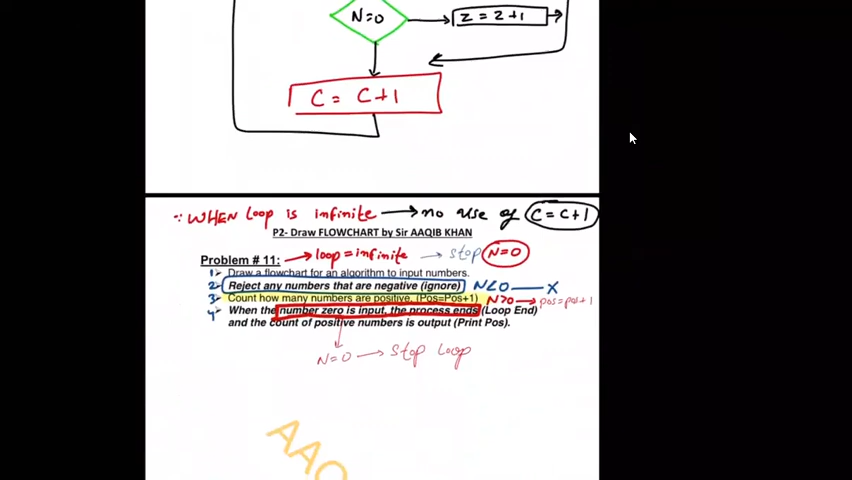 N=0
Z = Z+1
C = C+1
∵ WHEN Loop is infinite → no use of C = C+1
P2- Draw FLOWCHART by Sir AAQIB KHAN
Problem # 11: → loop = infinite → stop N=0
1- Draw a flowchart for an algorithm to input numbers.
2- Reject any numbers that are negative (ignore) N<0 — X
3- Count how many numbers are positive. (Pos=Pos+1) N>0 → pos=pos+1
4- When the number zero is input, the process ends (Loop End)
and the count of positive numbers is output (Print Pos).
N=0 → Stop Loop